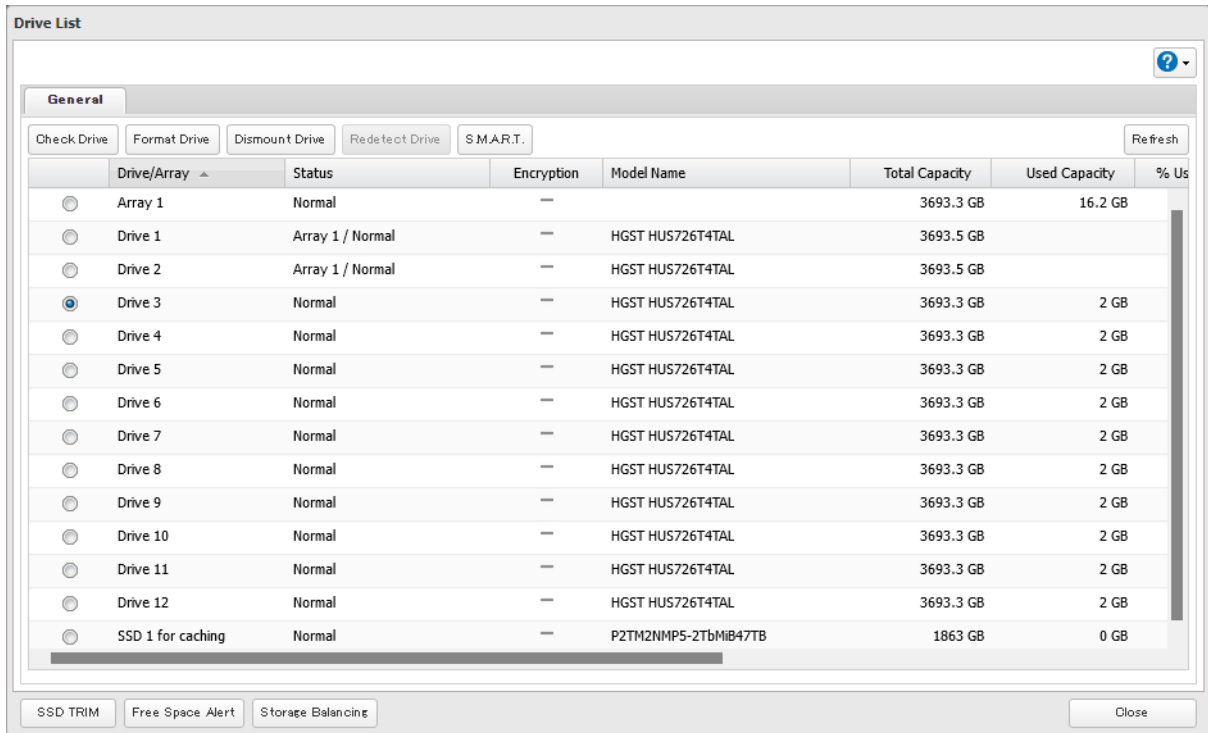 Drive List
?
General
Check Drive Format Drive Dismount Drive Redetect Drive S.M.A.R.T. Refresh
Drive/Array Status Encryption Model Name Total Capacity Used Capacity % Us
Array 1 Normal — 3693.3 GB 16.2 GB
Drive 1 Array 1 / Normal — HGST HUS726T4TAL 3693.5 GB
Drive 2 Array 1 / Normal — HGST HUS726T4TAL 3693.5 GB
Drive 3 Normal — HGST HUS726T4TAL 3693.3 GB 2 GB
Drive 4 Normal — HGST HUS726T4TAL 3693.3 GB 2 GB
Drive 5 Normal — HGST HUS726T4TAL 3693.3 GB 2 GB
Drive 6 Normal — HGST HUS726T4TAL 3693.3 GB 2 GB
Drive 7 Normal — HGST HUS726T4TAL 3693.3 GB 2 GB
Drive 8 Normal — HGST HUS726T4TAL 3693.3 GB 2 GB
Drive 9 Normal — HGST HUS726T4TAL 3693.3 GB 2 GB
Drive 10 Normal — HGST HUS726T4TAL 3693.3 GB 2 GB
Drive 11 Normal — HGST HUS726T4TAL 3693.3 GB 2 GB
Drive 12 Normal — HGST HUS726T4TAL 3693.3 GB 2 GB
SSD 1 for caching Normal — P2TM2NMP5-2TbMiB47TB 1863 GB 0 GB
SSD TRIM Free Space Alert Storage Balancing Close